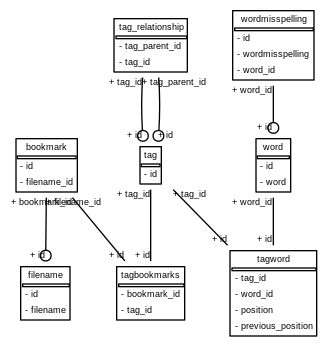 tag_relationship
- tag_parent_id
- tag_id
wordmisspelling
- id
- wordmisspelling
- word_id
+ tag_id
+ tag_parent_id
+ word_id
+ id
+ id
+ id
bookmark
- id
- filename_id
tag
- id
word
- id
- word
+ bookmark_id
+ filename_id
+ tag_id
+ tag_id
+ word_id
+ id
+ id
+ id
+ id
+ id
filename
- id
- filename
tagbookmarks
- bookmark_id
- tag_id
tagword
- tag_id
- word_id
- position
- previous_position